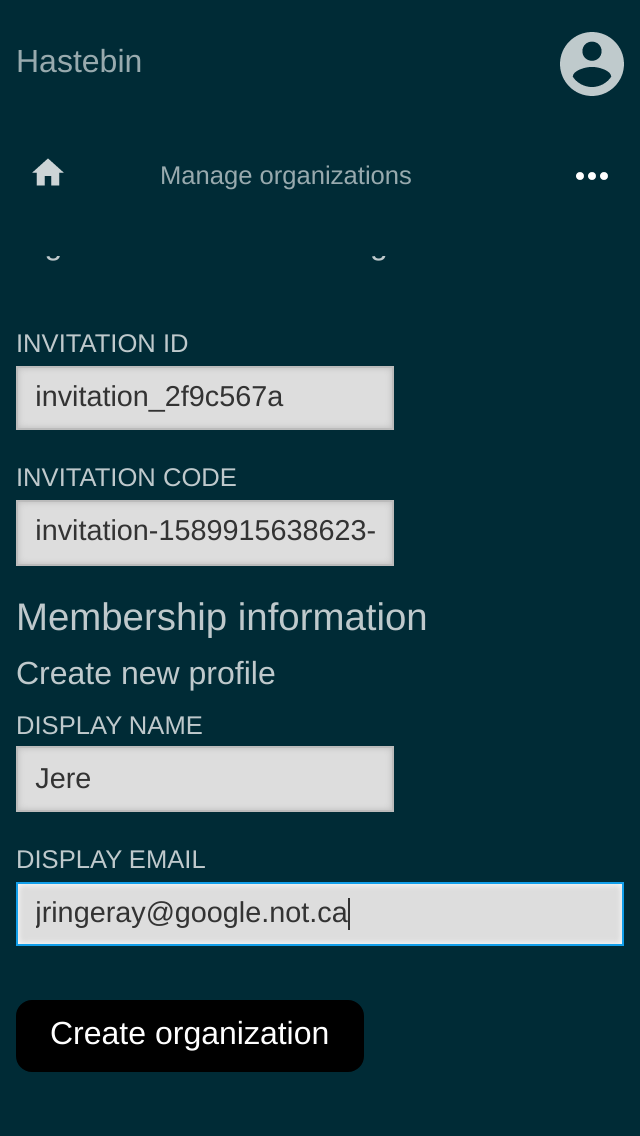 Hastebin
Manage organizations
INVITATION ID
invitation_2f9c567a
INVITATION CODE
invitation-1589915638623-
Membership information
Create new profile
DISPLAY NAME
Jere
DISPLAY EMAIL
jringeray@google.not.ca
Create organization